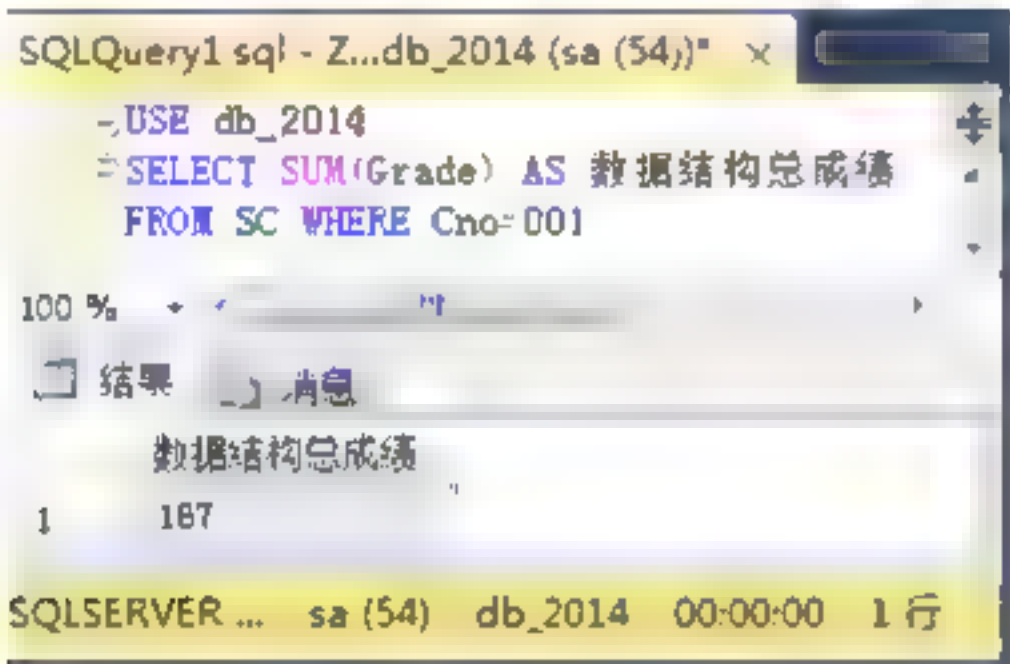 SQLQuery1.sql - Z...db_2014 (sa (54))* ×
USE db_2014
SELECT SUM(Grade) AS 数据结构总成绩
FROM SC WHERE Cno=001
100 %
结果 消息
数据结构总成绩
1 187
SQLSERVER ... sa (54) db_2014 00:00:00 1 行